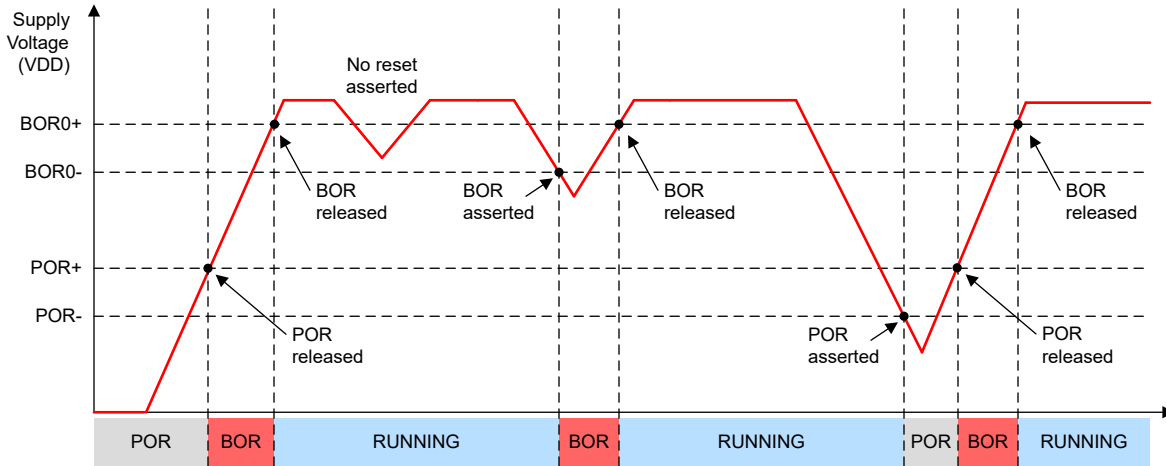 Supply
Voltage
(VDD)
No reset
asserted
BOR0+
BOR0-
BOR
released
BOR
asserted
BOR
released
BOR
released
POR+
POR-
POR
released
POR
asserted
POR
released
POR BOR RUNNING BOR RUNNING POR BOR RUNNING